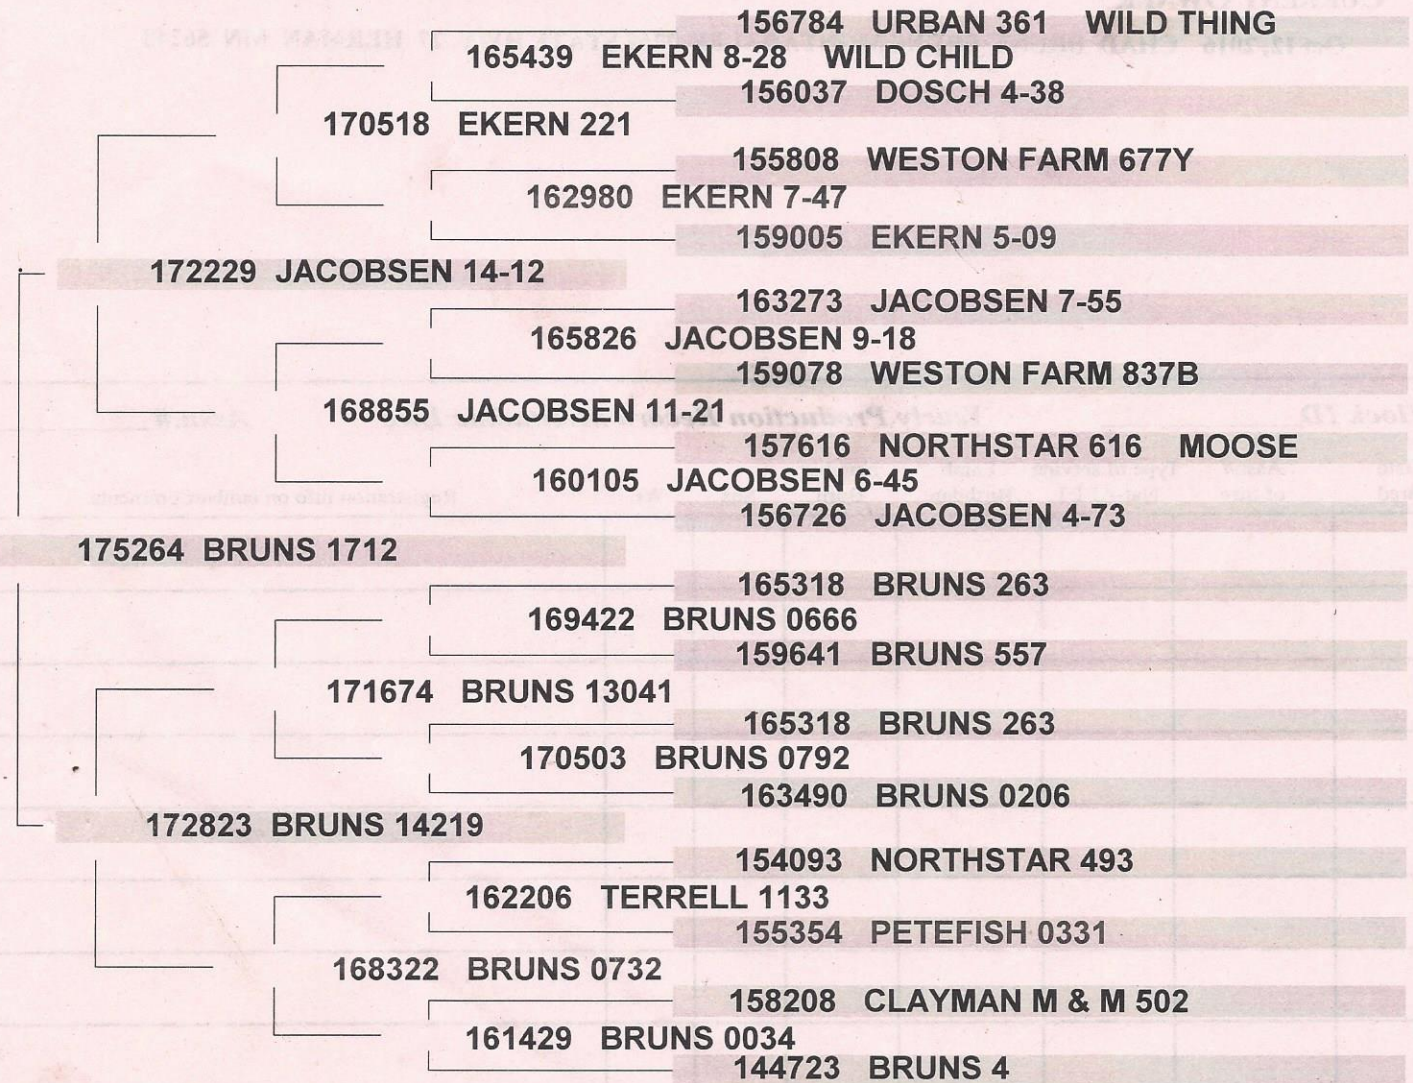 156784 URBAN 361 WILD THING
165439 EKERN 8-28 WILD CHILD
156037 DOSCH 4-38
170518 EKERN 221
155808 WESTON FARM 677Y
162980 EKERN 7-47
159005 EKERN 5-09
172229 JACOBSEN 14-12
163273 JACOBSEN 7-55
165826 JACOBSEN 9-18
159078 WESTON FARM 837B
168855 JACOBSEN 11-21
157616 NORTHSTAR 616 MOOSE
160105 JACOBSEN 6-45
156726 JACOBSEN 4-73
175264 BRUNS 1712
165318 BRUNS 263
169422 BRUNS 0666
159641 BRUNS 557
171674 BRUNS 13041
165318 BRUNS 263
170503 BRUNS 0792
163490 BRUNS 0206
172823 BRUNS 14219
154093 NORTHSTAR 493
162206 TERRELL 1133
155354 PETEFISH 0331
168322 BRUNS 0732
158208 CLAYMAN M & M 502
161429 BRUNS 0034
144723 BRUNS 4